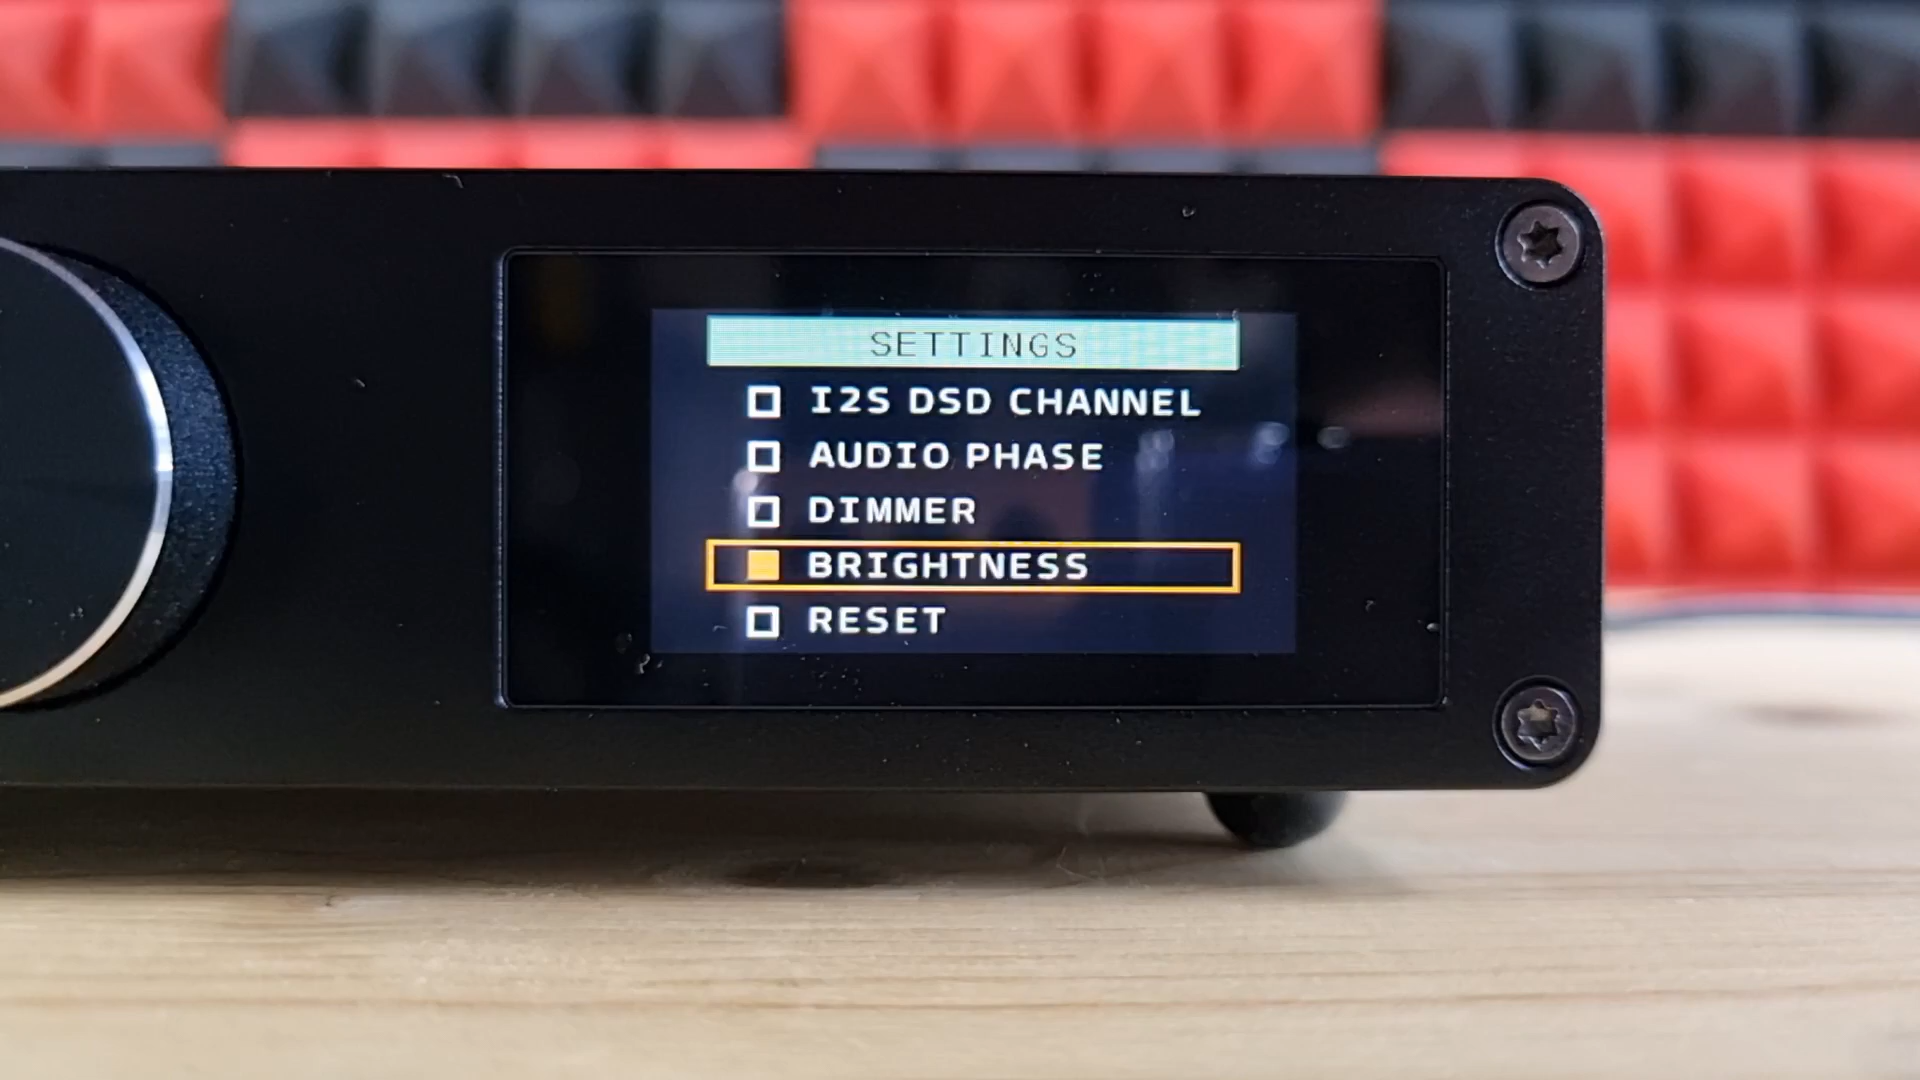 SETTINGS
I2S DSD CHANNEL
AUDIO PHASE
DIMMER
BRIGHTNESS
RESET